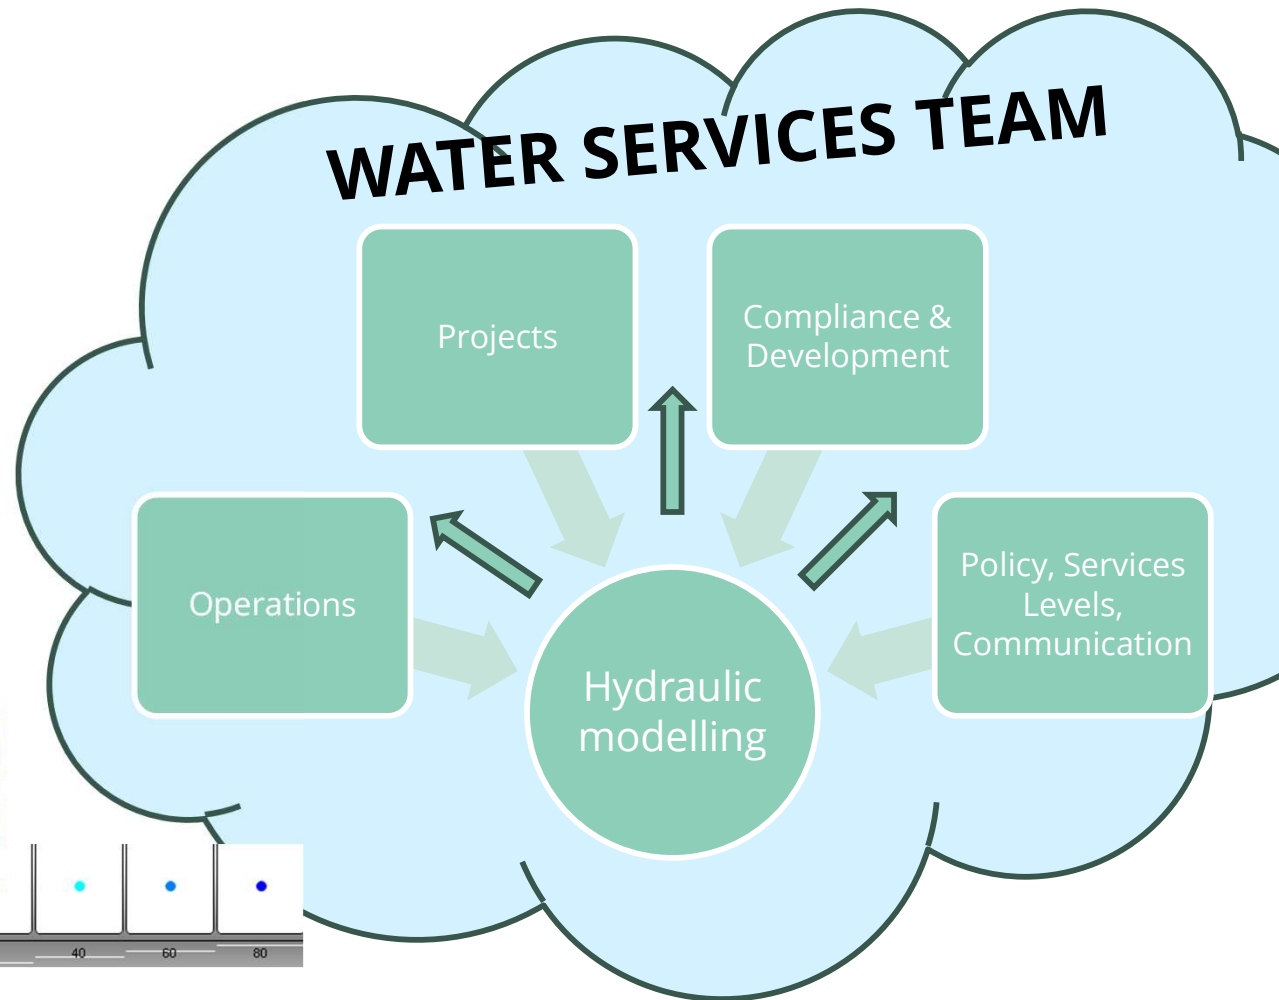 WATER SERVICES TEAM
Projects
Compliance &
Development
Operations
Policy, Services
Levels,
Communication
Hydraulic
modelling
40 60 80